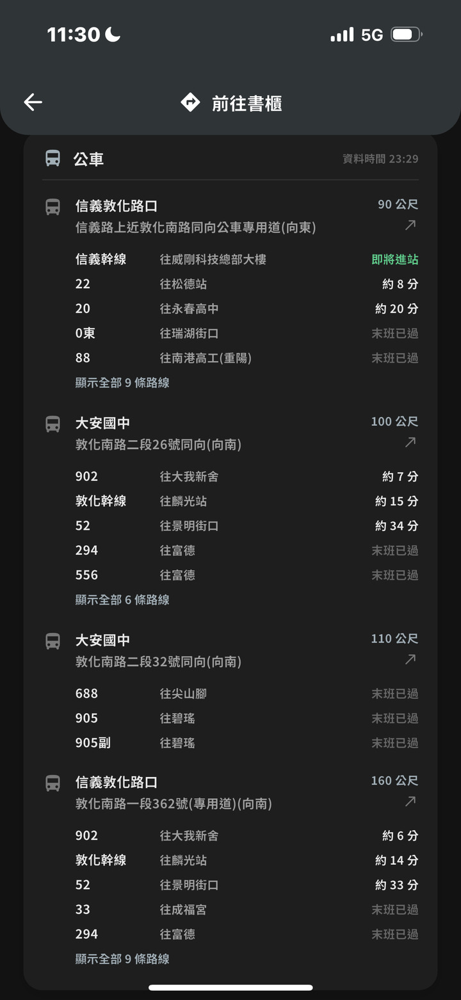 11:30 5G
前往書櫃
公車 資料時間 23:29
信義敦化路口 90 公尺
信義路上近敦化南路同向公車專用道(向東)
信義幹線 往威剛科技總部大樓 即將進站
22 往松德站 約 8 分
20 往永春高中 約 20 分
0東 往瑞湖街口 末班已過
88 往南港高工(重陽) 末班已過
顯示全部 9 條路線
大安國中 100 公尺
敦化南路二段26號同向(向南)
902 往大我新舍 約 7 分
敦化幹線 往麟光站 約 15 分
52 往景明街口 約 34 分
294 往富德 末班已過
556 往富德 末班已過
顯示全部 6 條路線
大安國中 110 公尺
敦化南路二段32號同向(向南)
688 往尖山腳 末班已過
905 往碧瑤 末班已過
905副 往碧瑤 末班已過
信義敦化路口 160 公尺
敦化南路一段362號(專用道)(向南)
902 往大我新舍 約 6 分
敦化幹線 往麟光站 約 14 分
52 往景明街口 約 33 分
33 往成福宮 末班已過
294 往富德 末班已過
顯示全部 9 條路線